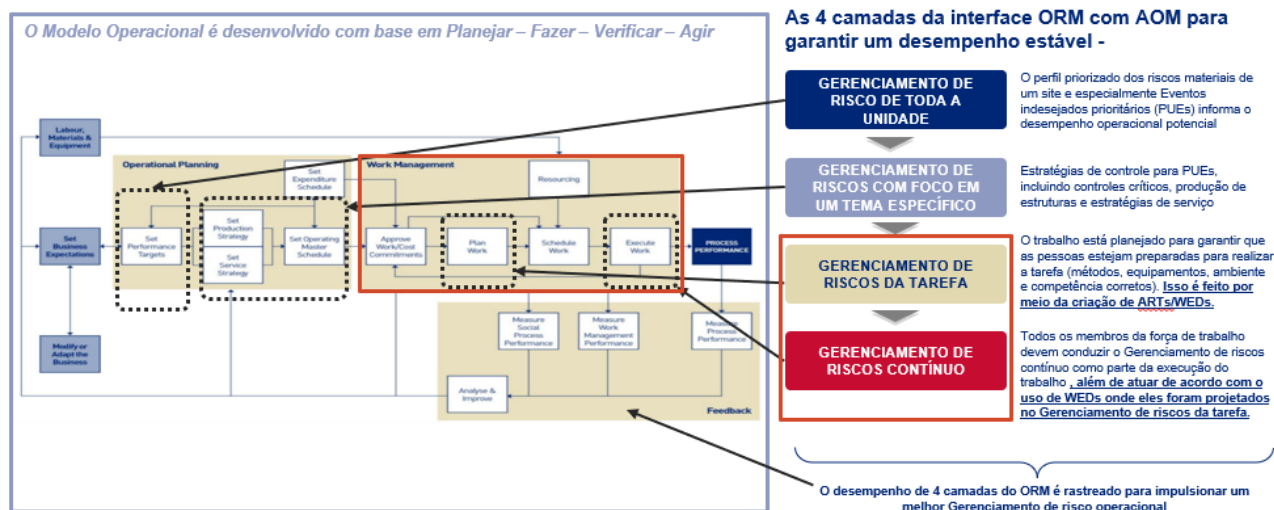 O Modelo Operacional é desenvolvido com base em Planejar – Fazer – Verificar – Agir
Labour,
Materials &
Equipment
Operational Planning
Set
Expenditure
Schedule
Work Management
Resourcing
Set
Business
Expectations
Set
Performance
Targets
Set
Production
Strategy
Set
Service
Strategy
Set Operating
Master
Schedule
Approve
Work/Cost
Commitments
Plan
Work
Schedule
Work
Execute
Work
PROCESS
PERFORMANCE
Modify or
Adapt the
Business
Measure
Social
Process
Performance
Measure
Work
Management
Performance
Measure
Process
Performance
Analyse &
Improve
Feedback
As 4 camadas da interface ORM com AOM para
garantir um desempenho estável -
GERENCIAMENTO DE
RISCO DE TODA A
UNIDADE
O perfil priorizado dos riscos materiais de
um site e especialmente Eventos
indesejados prioritários (PUEs) informa o
desempenho operacional potencial
GERENCIAMENTO DE
RISCOS COM FOCO EM
UM TEMA ESPECÍFICO
Estratégias de controle para PUEs,
incluindo controles críticos, produção de
estruturas e estratégias de serviço
GERENCIAMENTO DE
RISCOS DA TAREFA
O trabalho está planejado para garantir que
as pessoas estejam preparadas para realizar
a tarefa (métodos, equipamentos, ambiente
e competência corretos). Isso é feito por
meio da criação de ARTs/WEDs.
GERENCIAMENTO DE
RISCOS CONTÍNUO
Todos os membros da força de trabalho
devem conduzir o Gerenciamento de riscos
contínuo como parte da execução do
trabalho , além de atuar de acordo com o
uso de WEDs onde eles foram projetados
no Gerenciamento de riscos da tarefa.
O desempenho de 4 camadas do ORM é rastreado para impulsionar um
melhor Gerenciamento de risco operacional